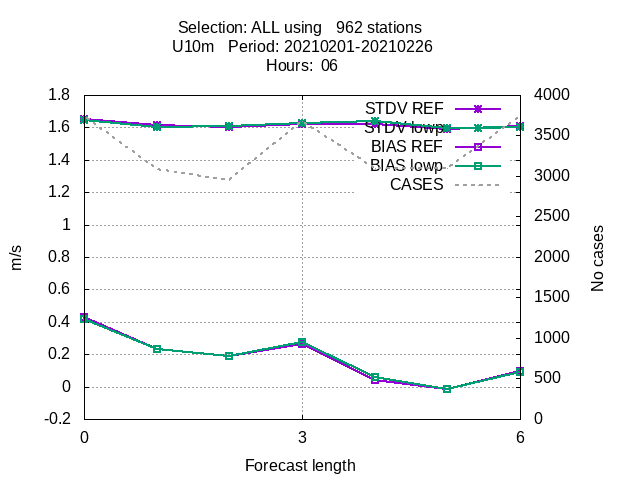 Selection: ALL using   962 stations
U10m   Period: 20210201-20210226
Hours:  06
1.8
1.6
1.4
1.2
1
0.8
0.6
0.4
0.2
0
-0.2
4000
3500
3000
2500
2000
1500
1000
500
0
0
3
6
m/s
No cases
Forecast length
STDV REF
STDV lowp
BIAS REF
BIAS lowp
CASES